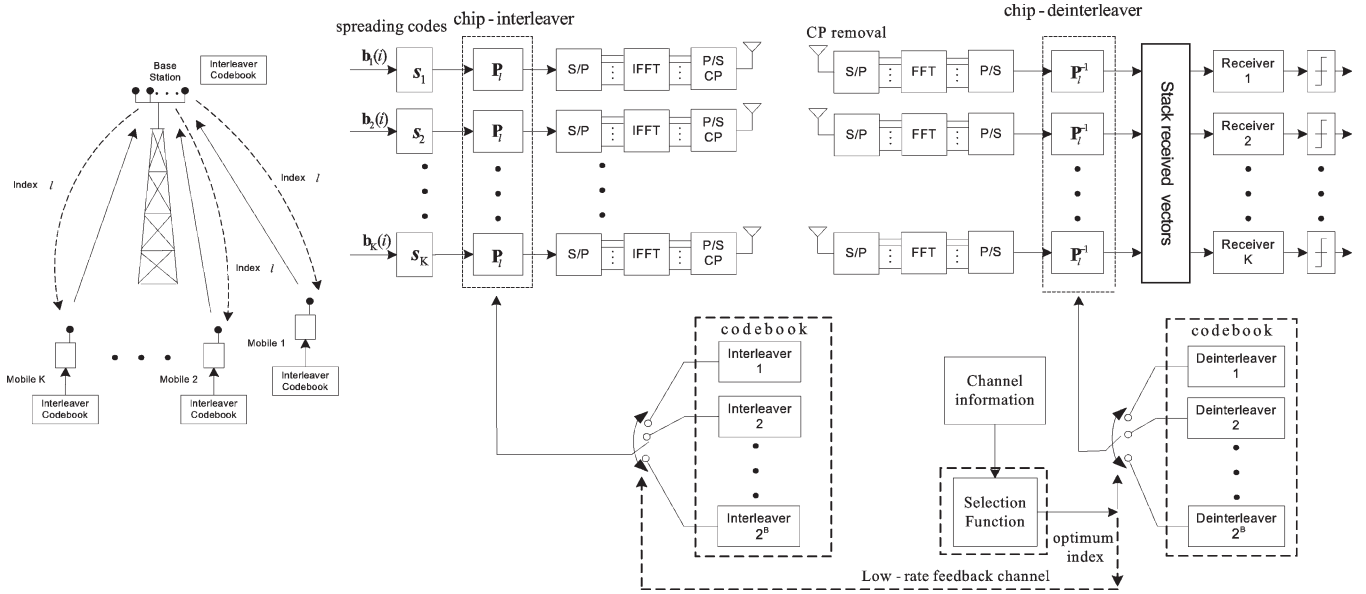 Base
Station
Interleaver
Codebook
Index l
Index l
Mobile 1
Mobile 2
Mobile K
Interleaver
Codebook
Interleaver
Codebook
Interleaver
Codebook
spreading codes
chip - interleaver
b₁(i)
s₁
Pₗ
S/P
IFFT
P/S
CP
b₂(i)
s₂
Pₗ
S/P
IFFT
P/S
CP
b_K(i)
s_K
Pₗ
S/P
IFFT
P/S
CP
CP removal
chip - deinterleaver
S/P
FFT
P/S
Pₗ⁻¹
S/P
FFT
P/S
Pₗ⁻¹
S/P
FFT
P/S
Pₗ⁻¹
Stack received vectors
Receiver
1
Receiver
2
Receiver
K
codebook
Interleaver
1
Interleaver
2
Interleaver
2ᴮ
Channel
information
Selection
Function
optimum
index
codebook
Deinterleaver
1
Deinterleaver
2
Deinterleaver
2ᴮ
Low - rate feedback channel